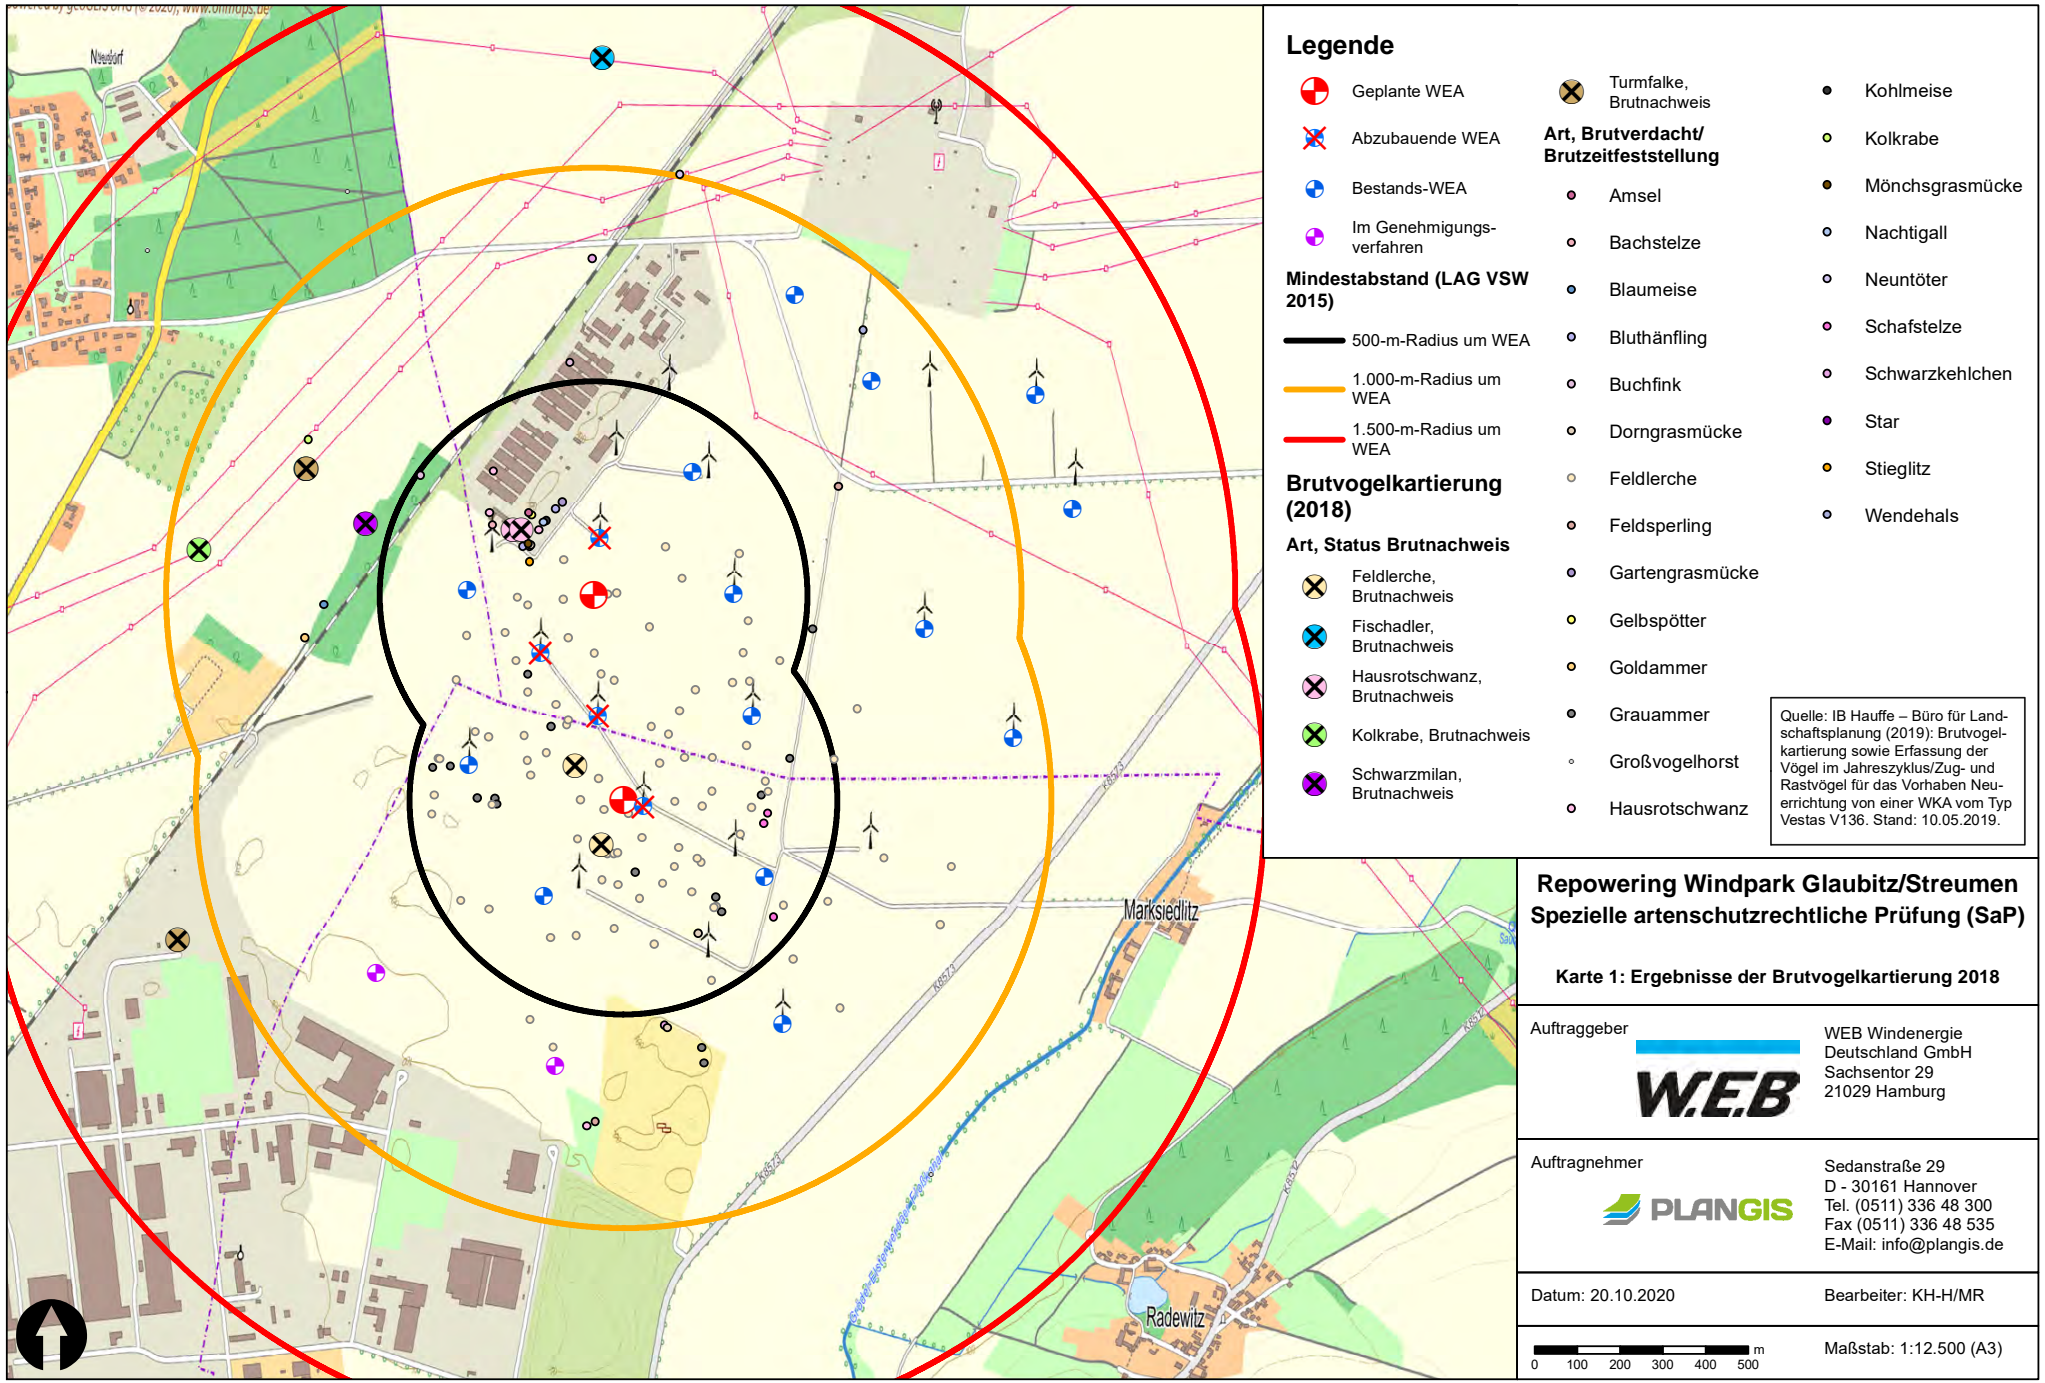 Legende
Geplante WEA
Abzubauende WEA
Bestands-WEA
Im Genehmigungs-
verfahren
Mindestabstand (LAG VSW
2015)
500-m-Radius um WEA
1.000-m-Radius um
WEA
1.500-m-Radius um
WEA
Brutvogelkartierung
(2018)
Art, Status Brutnachweis
Feldlerche,
Brutnachweis
Fischadler,
Brutnachweis
Hausrotschwanz,
Brutnachweis
Kolkrabe, Brutnachweis
Schwarzmilan,
Brutnachweis
Turmfalke,
Brutnachweis
Art, Brutverdacht/
Brutzeitfeststellung
Amsel
Bachstelze
Blaumeise
Bluthänfling
Buchfink
Dorngrasmücke
Feldlerche
Feldsperling
Gartengrasmücke
Gelbspötter
Goldammer
Grauammer
Großvogelhorst
Hausrotschwanz
Kohlmeise
Kolkrabe
Mönchsgrasmücke
Nachtigall
Neuntöter
Schafstelze
Schwarzkehlchen
Star
Stieglitz
Wendehals
Quelle: IB Hauffe – Büro für Land-
schaftsplanung (2019): Brutvogel-
kartierung sowie Erfassung der
Vögel im Jahreszyklus/Zug- und
Rastvögel für das Vorhaben Neu-
errichtung von einer WKA vom Typ
Vestas V136. Stand: 10.05.2019.
Repowering Windpark Glaubitz/Streumen
Spezielle artenschutzrechtliche Prüfung (SaP)
Karte 1: Ergebnisse der Brutvogelkartierung 2018
Auftraggeber
W.E.B
WEB Windenergie
Deutschland GmbH
Sachsentor 29
21029 Hamburg
Auftragnehmer
PLANGIS
Sedanstraße 29
D - 30161 Hannover
Tel. (0511) 336 48 300
Fax (0511) 336 48 535
E-Mail: info@plangis.de
Datum: 20.10.2020
Bearbeiter: KH-H/MR
0 100 200 300 400 500 m
Maßstab: 1:12.500 (A3)
K8573
Marksiedlitz
K8573
K8573
K8512
Radewitz